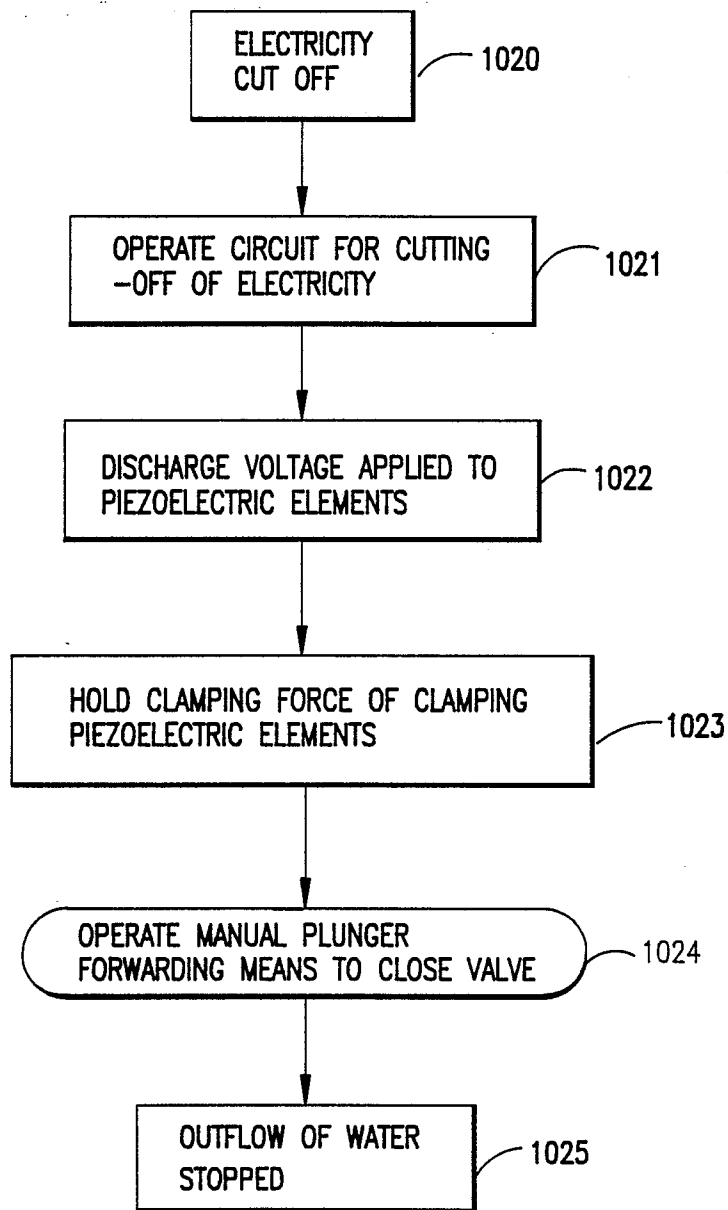 ELECTRICITY
CUT OFF
1020
OPERATE CIRCUIT FOR CUTTING
-OFF OF ELECTRICITY
1021
DISCHARGE VOLTAGE APPLIED TO
PIEZOELECTRIC ELEMENTS
1022
HOLD CLAMPING FORCE OF CLAMPING
PIEZOELECTRIC ELEMENTS
1023
OPERATE MANUAL PLUNGER
FORWARDING MEANS TO CLOSE VALVE
1024
OUTFLOW OF WATER
STOPPED
1025